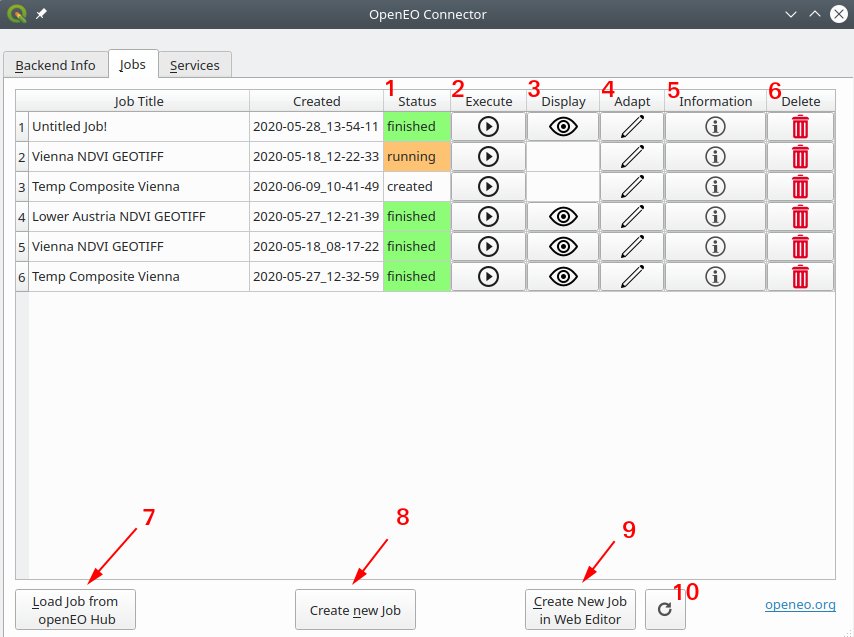 OpenEO Connector
Backend Info Jobs Services
1 2 3 4 5 6
Job Title Created Status Execute Display Adapt Information Delete
1 Untitled Job! 2020-05-28_13-54-11 finished
2 Vienna NDVI GEOTIFF 2020-05-18_12-22-33 running
3 Temp Composite Vienna 2020-06-09_10-41-49 created
4 Lower Austria NDVI GEOTIFF 2020-05-27_12-21-39 finished
5 Vienna NDVI GEOTIFF 2020-05-18_08-17-22 finished
6 Temp Composite Vienna 2020-05-27_12-32-59 finished
7 8 9
10
Load Job from
openEO Hub
Create new Job
Create New Job
in Web Editor
openeo.org